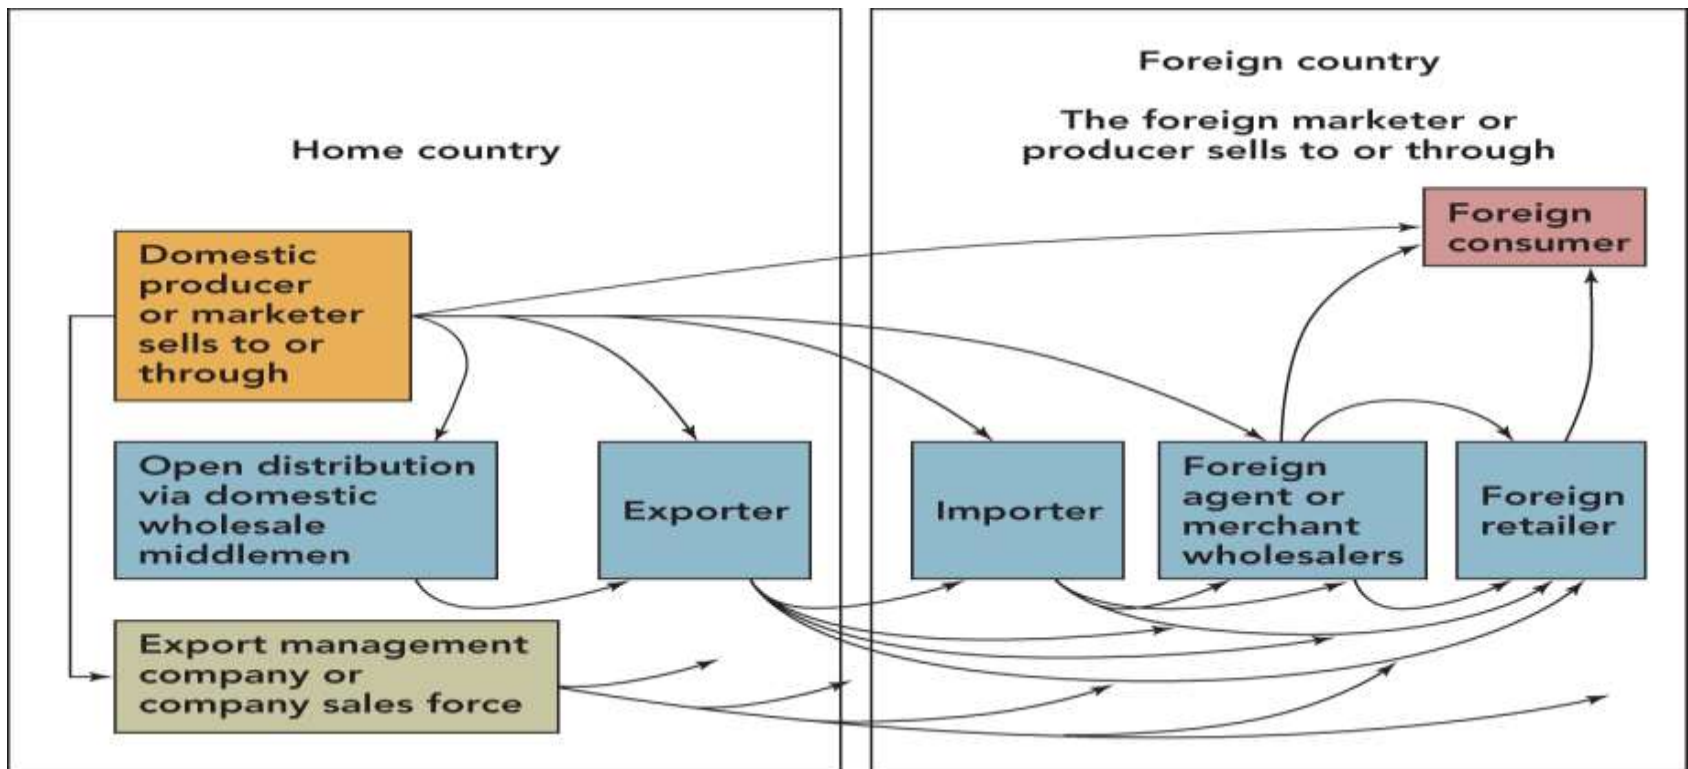 Home country
Domestic
producer
or marketer
sells to or
through
Open distribution
via domestic
wholesale
middlemen
Exporter
Export management
company or
company sales force
Foreign country
The foreign marketer or
producer sells to or through
Foreign
consumer
Importer
Foreign
agent or
merchant
wholesalers
Foreign
retailer